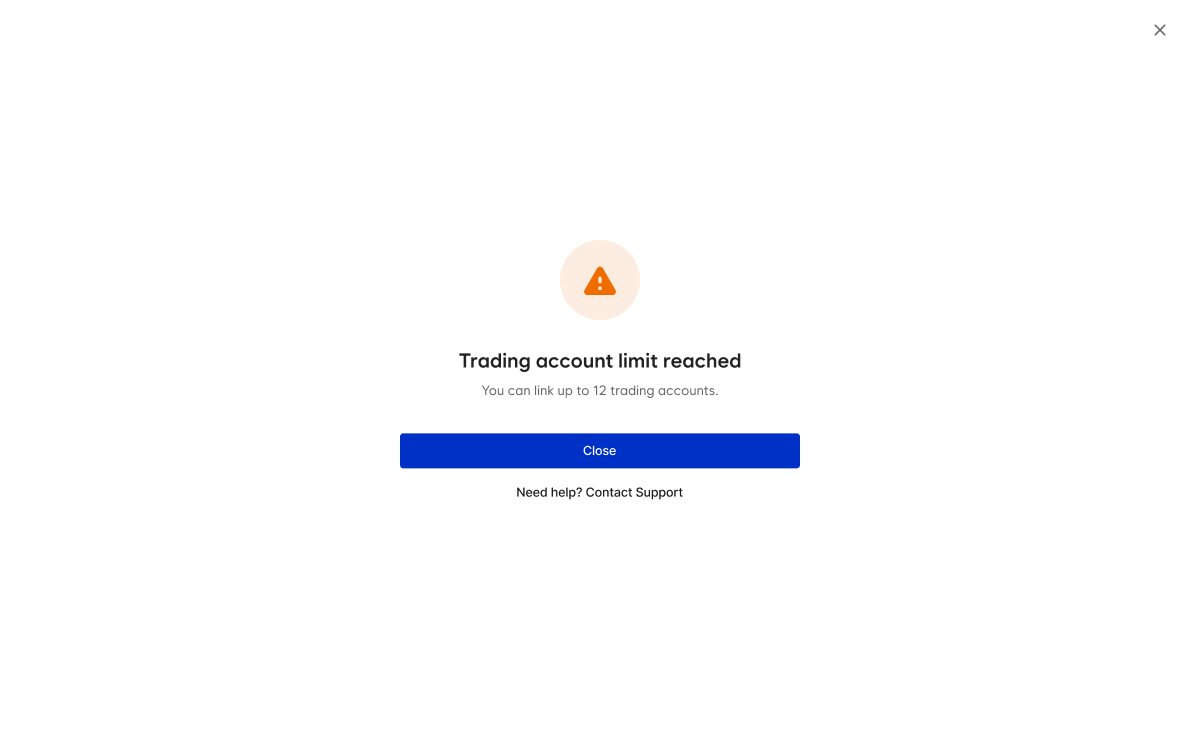 Trading account limit reached
You can link up to 12 trading accounts.
Close
Need help? Contact Support